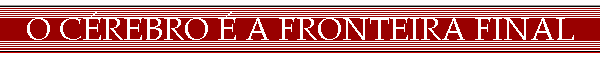 O CÉREBRO É A FRONTEIRA FINAL